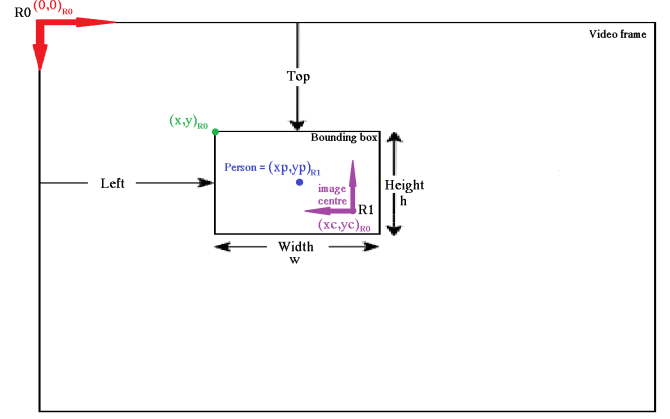 R0 (0,0)R0
Video frame
Top
(x,y)R0
Bounding box
Person = (xp,yp)R1
Left
image
centre
R1
(xc,yc)R0
Height
h
Width
w